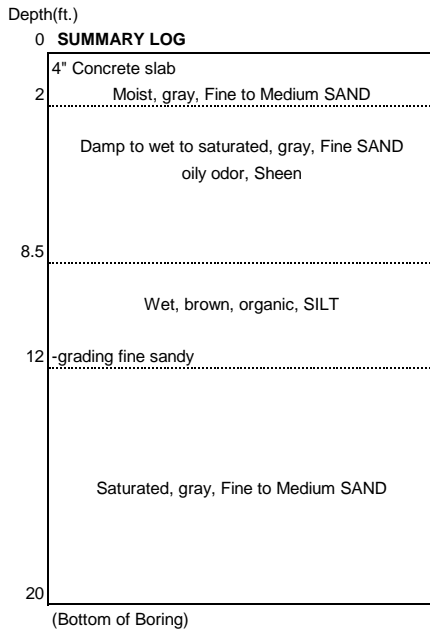 Depth(ft.)
0 SUMMARY LOG
4" Concrete slab
2 Moist, gray, Fine to Medium SAND
Damp to wet to saturated, gray, Fine SAND
oily odor, Sheen
8.5
Wet, brown, organic, SILT
12 -grading fine sandy
Saturated, gray, Fine to Medium SAND
20
(Bottom of Boring)